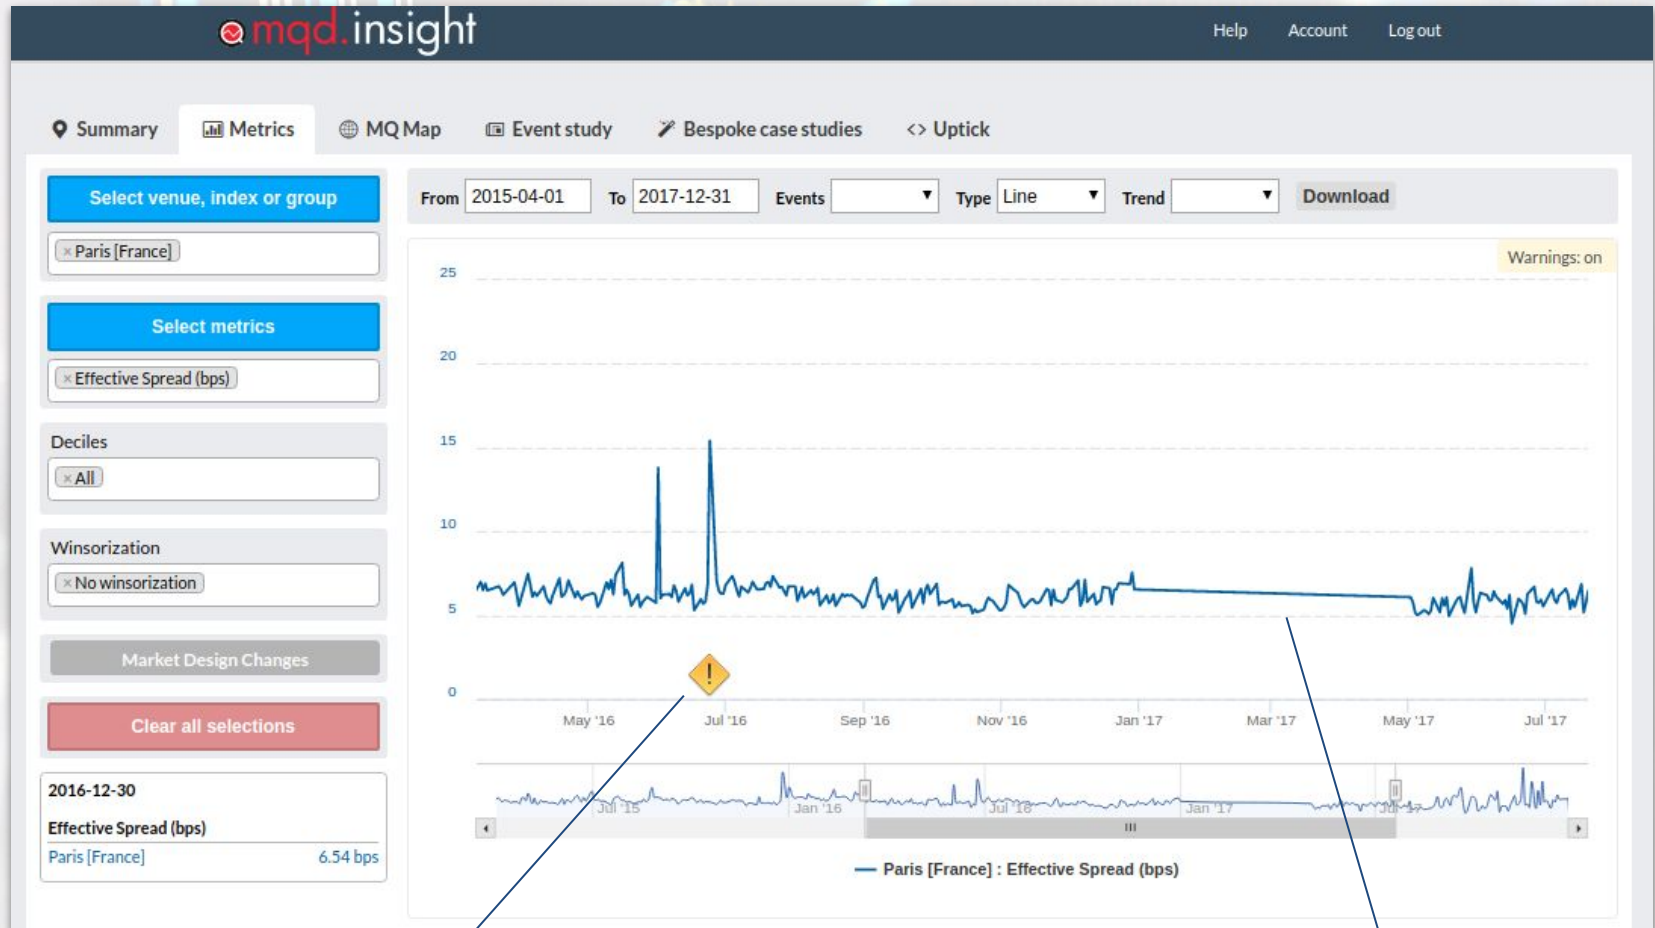 mqd.insight
Help Account Log out
Summary Metrics MQ Map Event study Bespoke case studies <> Uptick
Select venue, index or group
× Paris [France]
Select metrics
× Effective Spread (bps)
Deciles
× All
Winsorization
× No winsorization
Market Design Changes
Clear all selections
2016-12-30
Effective Spread (bps)
Paris [France] 6.54 bps
From 2015-04-01 To 2017-12-31 Events Type Line Trend Download
Warnings: on
25
20
15
10
5
0
!
May '16 Jul '16 Sep '16 Nov '16 Jan '17 Mar '17 May '17 Jul '17
Jul '15 Jan '16 Jul '16 Jan '17 Jul '17
Paris [France] : Effective Spread (bps)